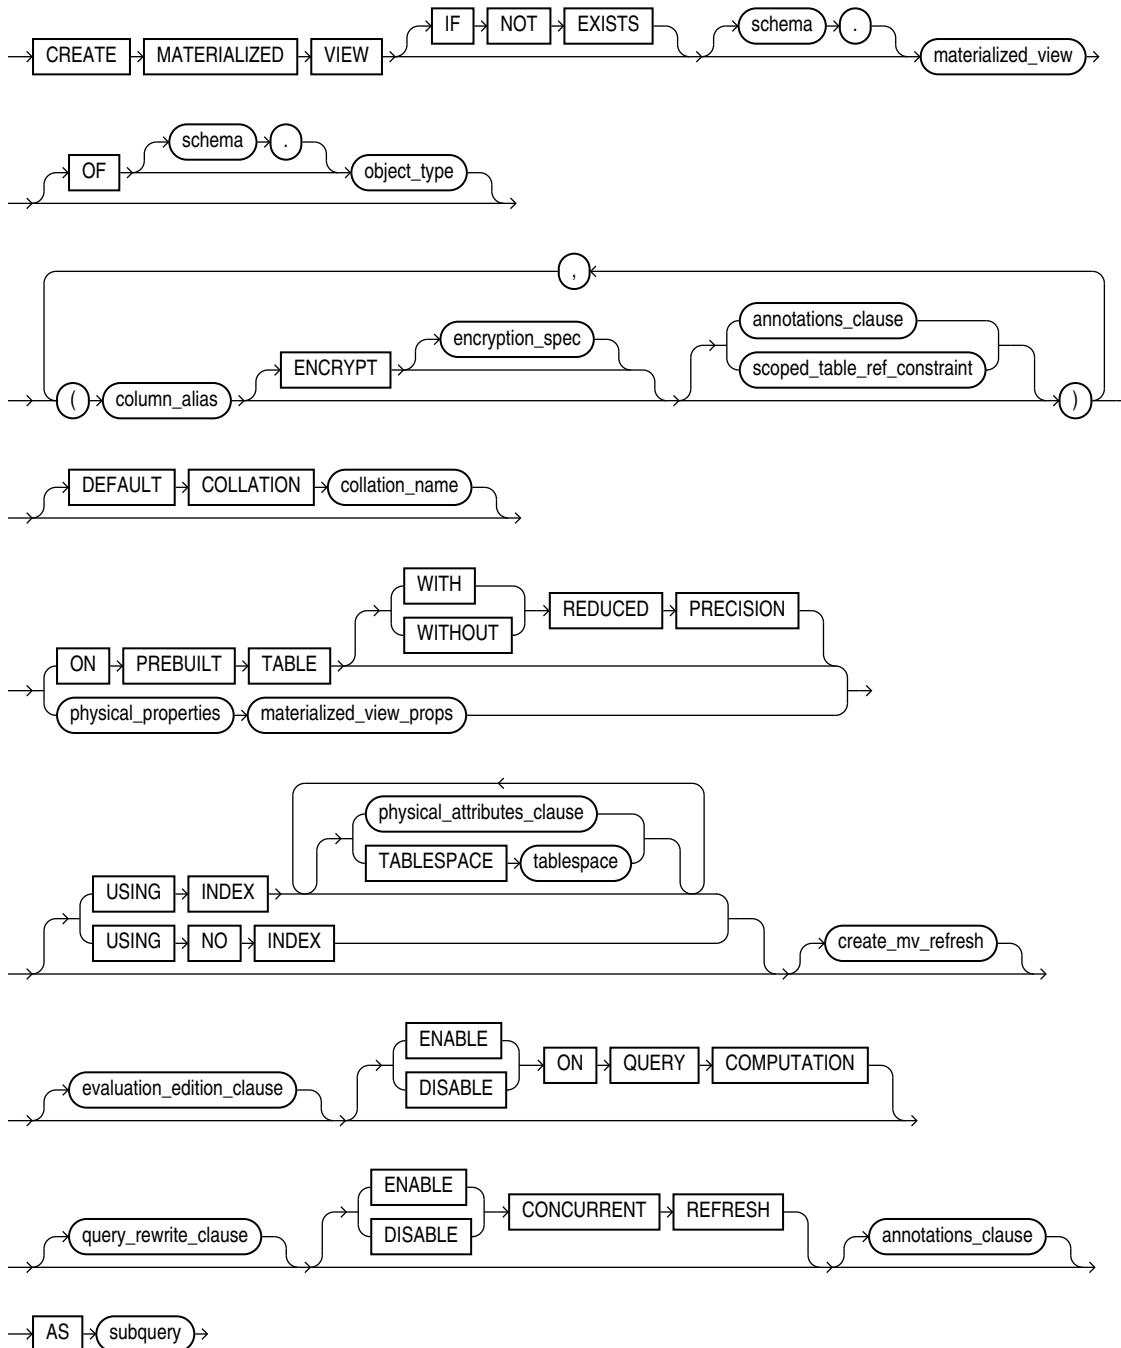 IF NOT EXISTS schema .
CREATE MATERIALIZED VIEW materialized_view
schema .
OF object_type
,
annotations_clause
encryption_spec
ENCRYPT scoped_table_ref_constraint
( column_alias )
DEFAULT COLLATION collation_name
WITH
REDUCED PRECISION
WITHOUT
ON PREBUILT TABLE
physical_properties materialized_view_props
physical_attributes_clause
TABLESPACE tablespace
USING INDEX
USING NO INDEX create_mv_refresh
ENABLE
ON QUERY COMPUTATION
evaluation_edition_clause DISABLE
ENABLE
CONCURRENT REFRESH
query_rewrite_clause DISABLE annotations_clause
AS subquery